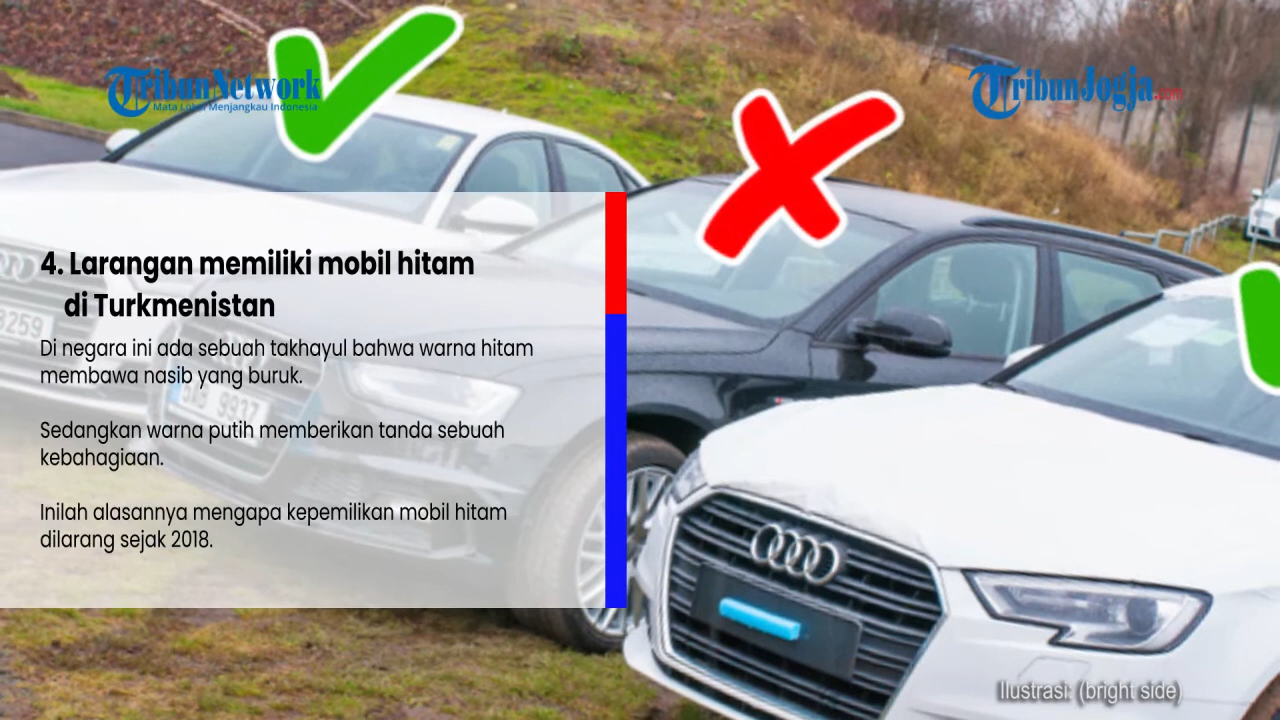 TribunNetwork
Mata Lokal Menjangkau Indonesia
TribunJogja.com
4. Larangan memiliki mobil hitam
di Turkmenistan
Di negara ini ada sebuah takhayul bahwa warna hitam
membawa nasib yang buruk.
Sedangkan warna putih memberikan tanda sebuah
kebahagiaan.
Inilah alasannya mengapa kepemilikan mobil hitam
dilarang sejak 2018.
Ilustrasi: (bright side)